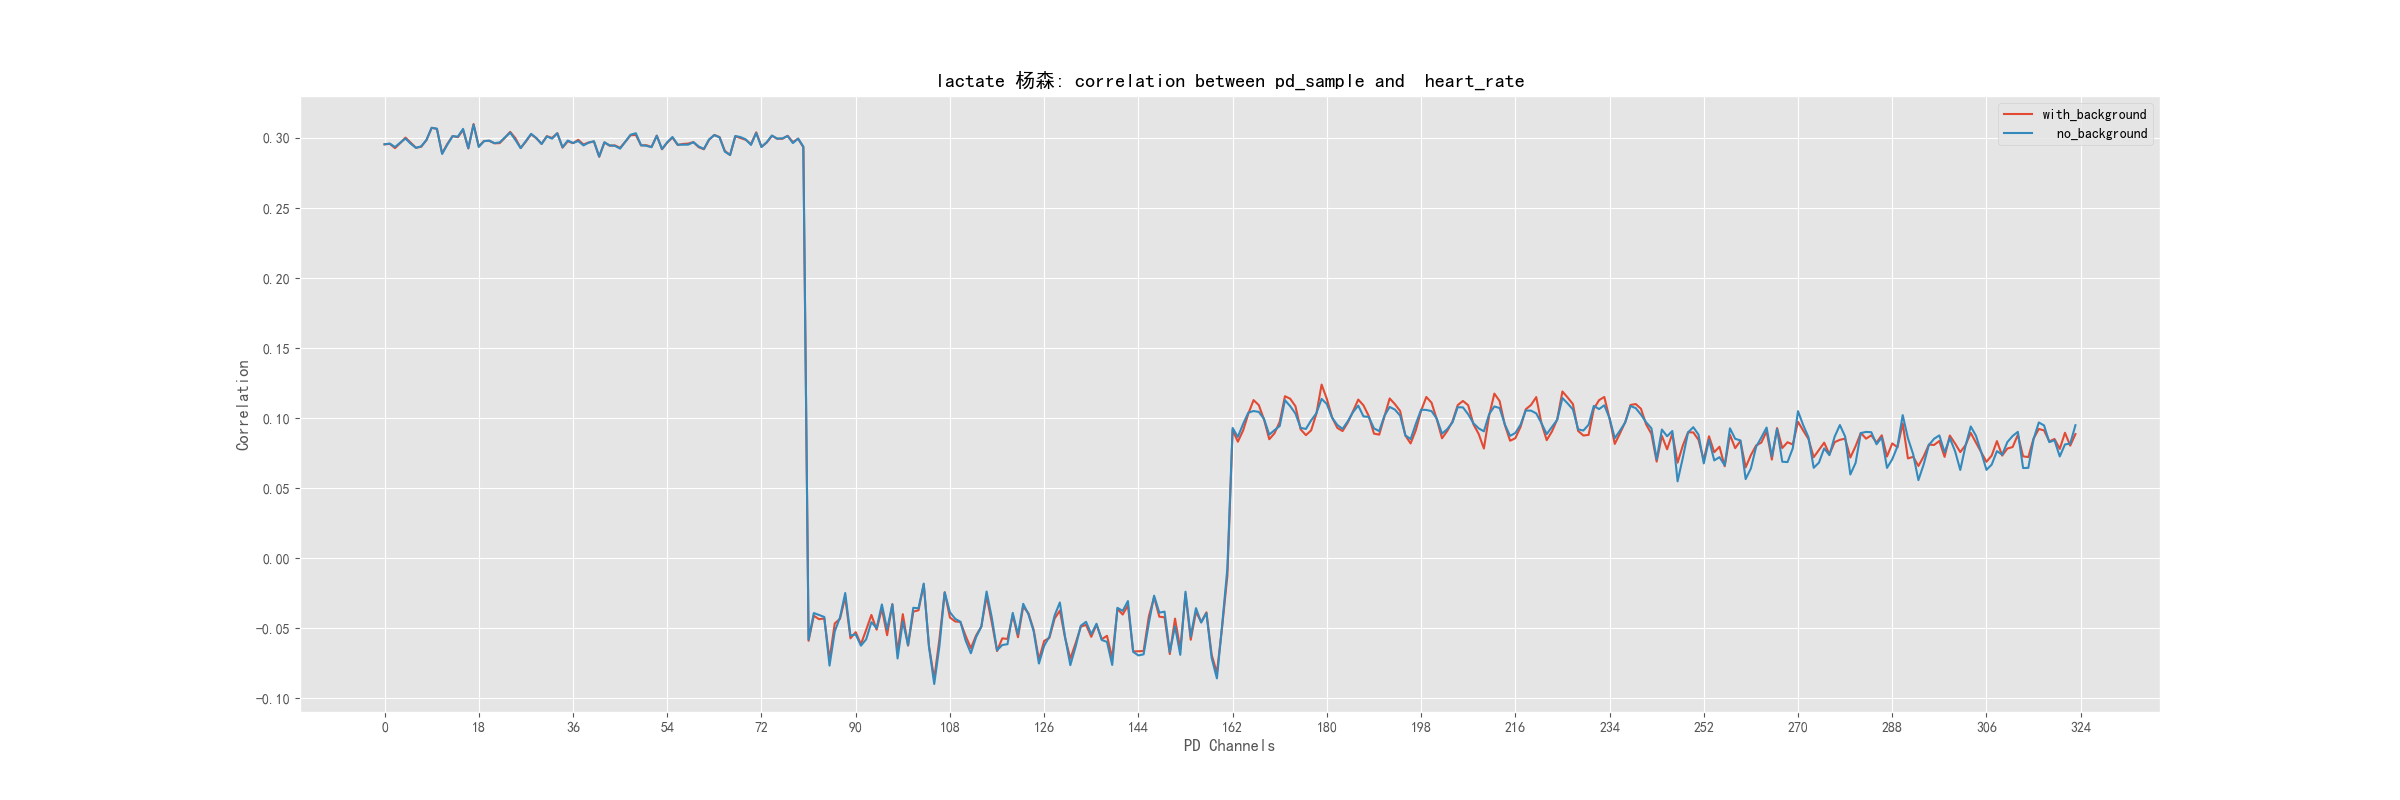 lactate 杨森: correlation between pd_sample and  heart_rate
with_background
no_background
0.30
0.25
0.20
0.15
0.10
0.05
0.00
−0.05
−0.10
Correlation
0 18 36 54 72 90 108 126 144 162 180 198 216 234 252 270 288 306 324
PD Channels